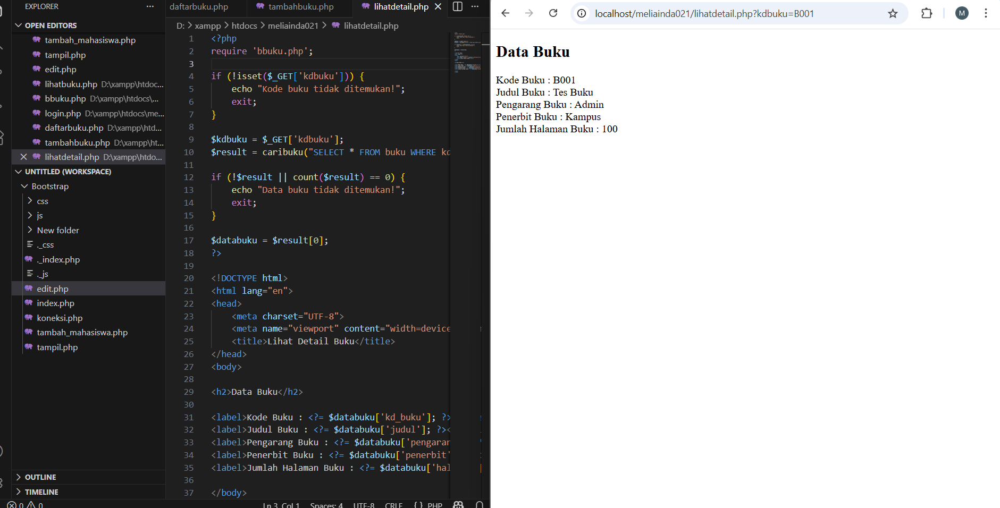 EXPLORER
OPEN EDITORS
tambah_mahasiswa.php
tampil.php
edit.php
lihatbuku.php D:\xampp\htdoc...
bbuku.php D:\xampp\htdocs\...
login.php D:\xampp\htdocs\me...
daftarbuku.php D:\xampp\htd...
tambahbuku.php D:\xampp\ht...
lihatdetail.php D:\xampp\htdo...
UNTITLED (WORKSPACE)
Bootstrap
css
js
New folder
._css
._index.php
._js
edit.php
index.php
koneksi.php
tambah_mahasiswa.php
tampil.php
OUTLINE
TIMELINE
daftarbuku.php tambahbuku.php lihatdetail.php
D: > xampp > htdocs > meliainda021 > lihatdetail.php
1 <?php
2 require 'bbuku.php';
3
4 if (!isset($_GET['kdbuku'])) {
5     echo "Kode buku tidak ditemukan!";
6     exit;
7 }
8
9 $kdbuku = $_GET['kdbuku'];
10 $result = caribuku("SELECT * FROM buku WHERE kd
11
12 if (!$result || count($result) == 0) {
13     echo "Data buku tidak ditemukan!";
14     exit;
15 }
16
17 $databuku = $result[0];
18 ?>
19
20 <!DOCTYPE html>
21 <html lang="en">
22 <head>
23     <meta charset="UTF-8">
24     <meta name="viewport" content="width=device
25     <title>Lihat Detail Buku</title>
26 </head>
27 <body>
28
29 <h2>Data Buku</h2>
30
31 <label>Kode Buku : <?= $databuku['kd_buku']; ?>
32 <label>Judul Buku : <?= $databuku['judul']; ?><
33 <label>Pengarang Buku : <?= $databuku['pengaran
34 <label>Penerbit Buku : <?= $databuku['penerbit'
35 <label>Jumlah Halaman Buku : <?= $databuku['hal
36
37 </body>
0 0 Ln 3, Col 1 Spaces: 4 UTF-8 CRLF {} PHP
localhost/meliainda021/lihatdetail.php?kdbuku=B001
M
Data Buku
Kode Buku : B001
Judul Buku : Tes Buku
Pengarang Buku : Admin
Penerbit Buku : Kampus
Jumlah Halaman Buku : 100